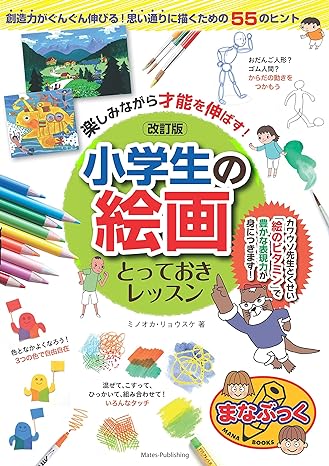 創造力がぐんぐん伸びる!思い通りに描くための55のヒント
おだんご人形?
ゴム人間?
からだの動きを
つかもう
楽しみながら才能を伸ばす!
改訂版
小学生の
絵画
とっておき
レッスン
ミノオカ・リョウスケ 著
カワウソ先生とくせい
「絵のビタミン」で
豊かな表現力が
身につきます!
色となかよくなろう!
3つの色で自由自在
混ぜて、こすって、
ひっかいて、組み合わせて!
いろんなタッチ
まなぶっく
MANA BOOKS
Mates-Publishing